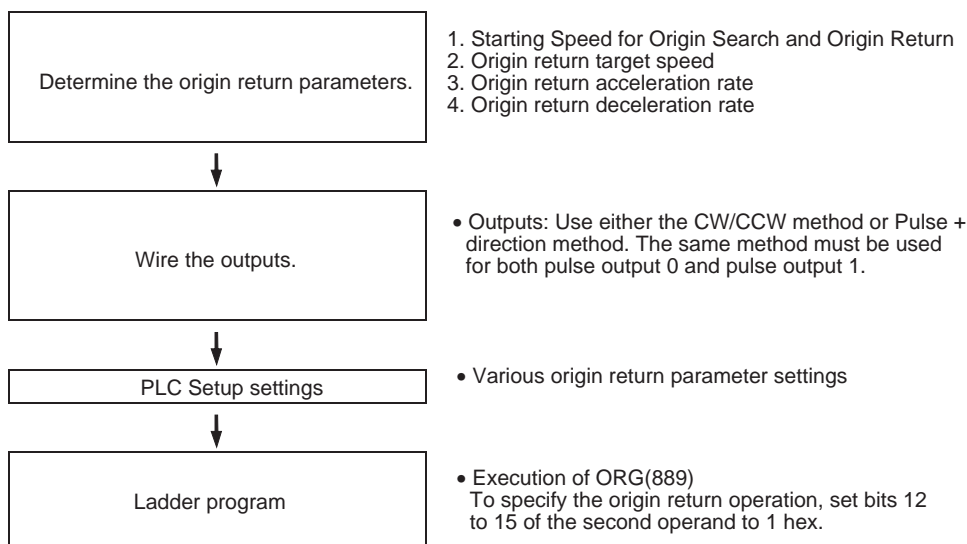 Determine the origin return parameters.
1. Starting Speed for Origin Search and Origin Return
2. Origin return target speed
3. Origin return acceleration rate
4. Origin return deceleration rate
Wire the outputs.
• Outputs: Use either the CW/CCW method or Pulse +
direction method. The same method must be used
for both pulse output 0 and pulse output 1.
PLC Setup settings
• Various origin return parameter settings
Ladder program
• Execution of ORG(889)
To specify the origin return operation, set bits 12
to 15 of the second operand to 1 hex.